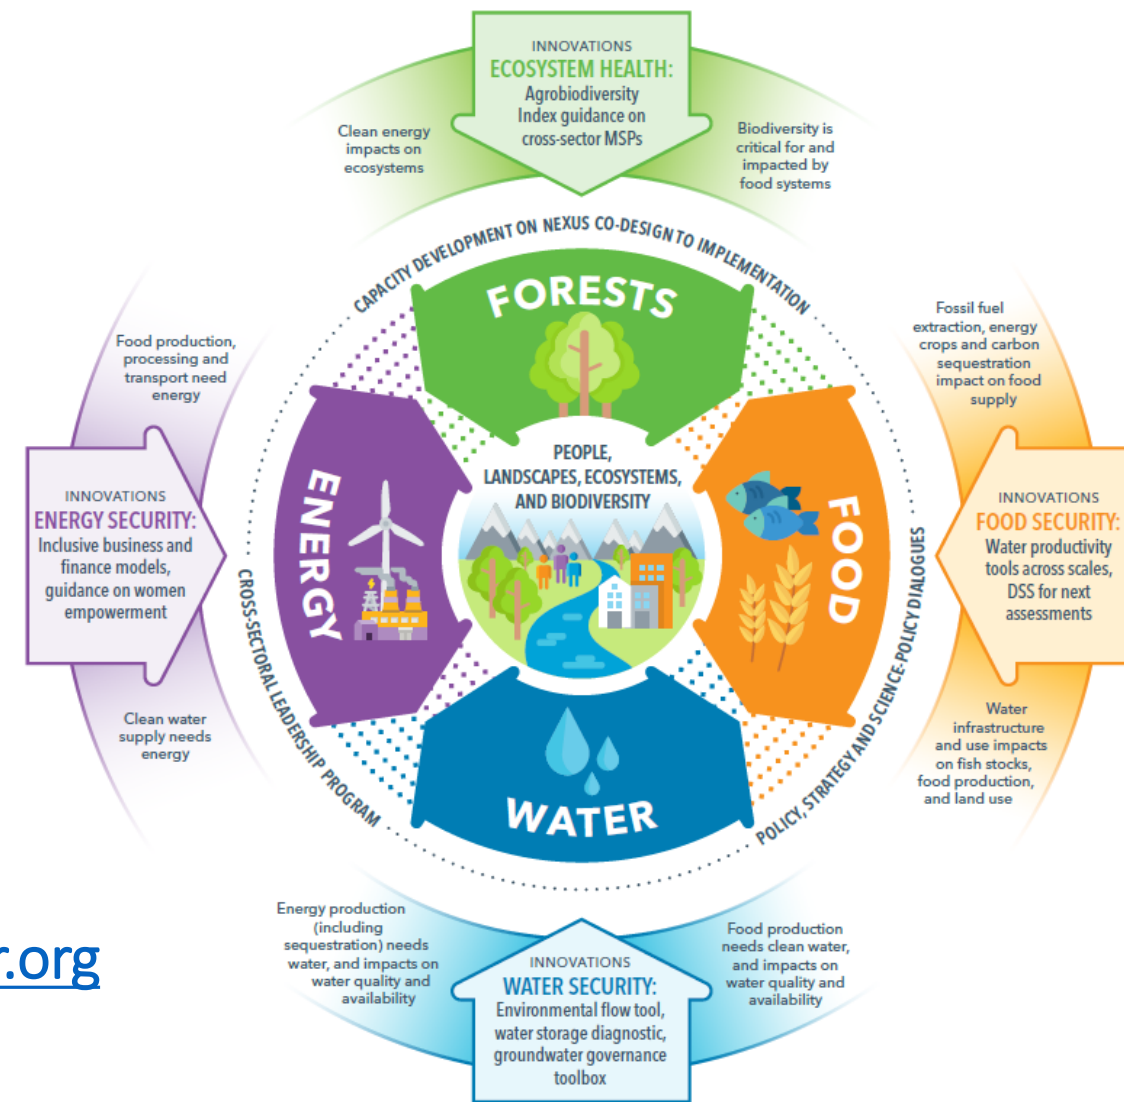 INNOVATIONS
ECOSYSTEM HEALTH:
Agrobiodiversity
Index guidance on
cross-sector MSPs
Clean energy
impacts on
ecosystems
Biodiversity is
critical for and
impacted by
food systems
CAPACITY DEVELOPMENT ON NEXUS CO-DESIGN TO IMPLEMENTATION
FORESTS
Food production,
processing and
transport need
energy
Fossil fuel
extraction, energy
crops and carbon
sequestration
impact on food
supply
PEOPLE,
LANDSCAPES, ECOSYSTEMS,
AND BIODIVERSITY
ENERGY
FOOD
INNOVATIONS
ENERGY SECURITY:
Inclusive business and
finance models,
guidance on women
empowerment
INNOVATIONS
FOOD SECURITY:
Water productivity
tools across scales,
DSS for next
assessments
CROSS-SECTORAL LEADERSHIP PROGRAM
POLICY, STRATEGY AND SCIENCE-POLICY DIALOGUES
Clean water
supply needs
energy
Water
infrastructure
and use impacts
on fish stocks,
food production,
and land use
WATER
Energy production
(including
sequestration) needs
water, and impacts on
water quality and
availability
Food production
needs clean water,
and impacts on
water quality and
availability
r.org
INNOVATIONS
WATER SECURITY:
Environmental flow tool,
water storage diagnostic,
groundwater governance
toolbox